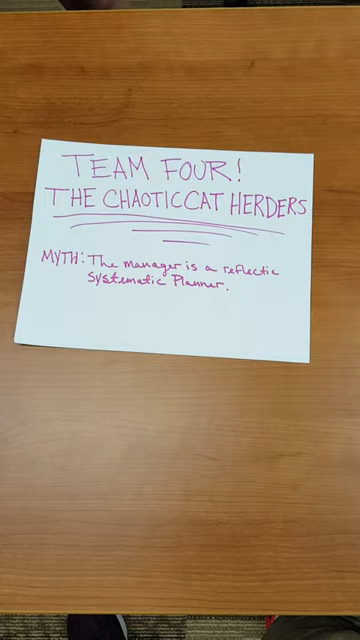 TEAM FOUR!
THE CHAOTICCAT HERDERS
MYTH: The manager is a reflectic
systematic Planner.